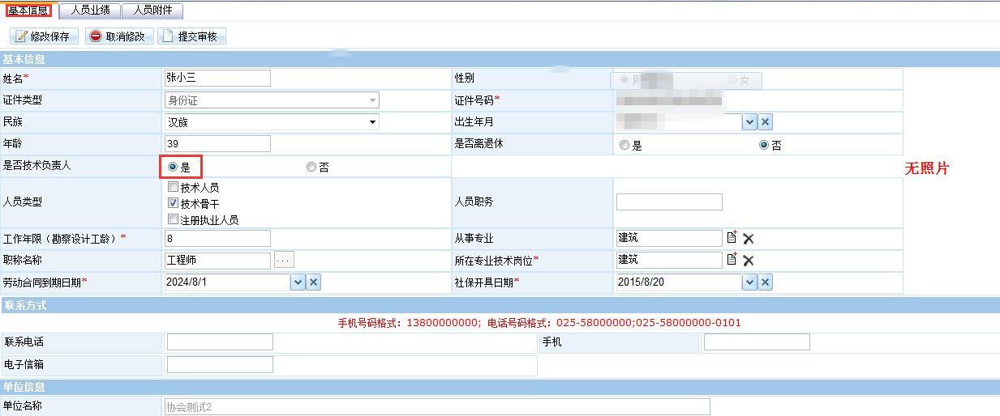 基本信息 人员业绩 人员附件
修改保存 取消修改 提交审核
基本信息
姓名* 张小三 性别 男 女
证件类型 身份证 证件号码*
民族 汉族 出生年月
年龄 39 是否离退休 是 否
是否技术负责人 是 否
无照片
人员类型 技术人员 技术骨干 注册执业人员 人员职务
工作年限（勘察设计工龄）* 8 从事专业 建筑
职称名称 工程师 ... 所在专业技术岗位* 建筑
劳动合同到期日期* 2024/8/1 社保开具日期* 2015/8/20
联系方式
手机号码格式：13800000000；电话号码格式：025-58000000;025-58000000-0101
联系电话 手机
电子信箱
单位信息
单位名称 协会测试2